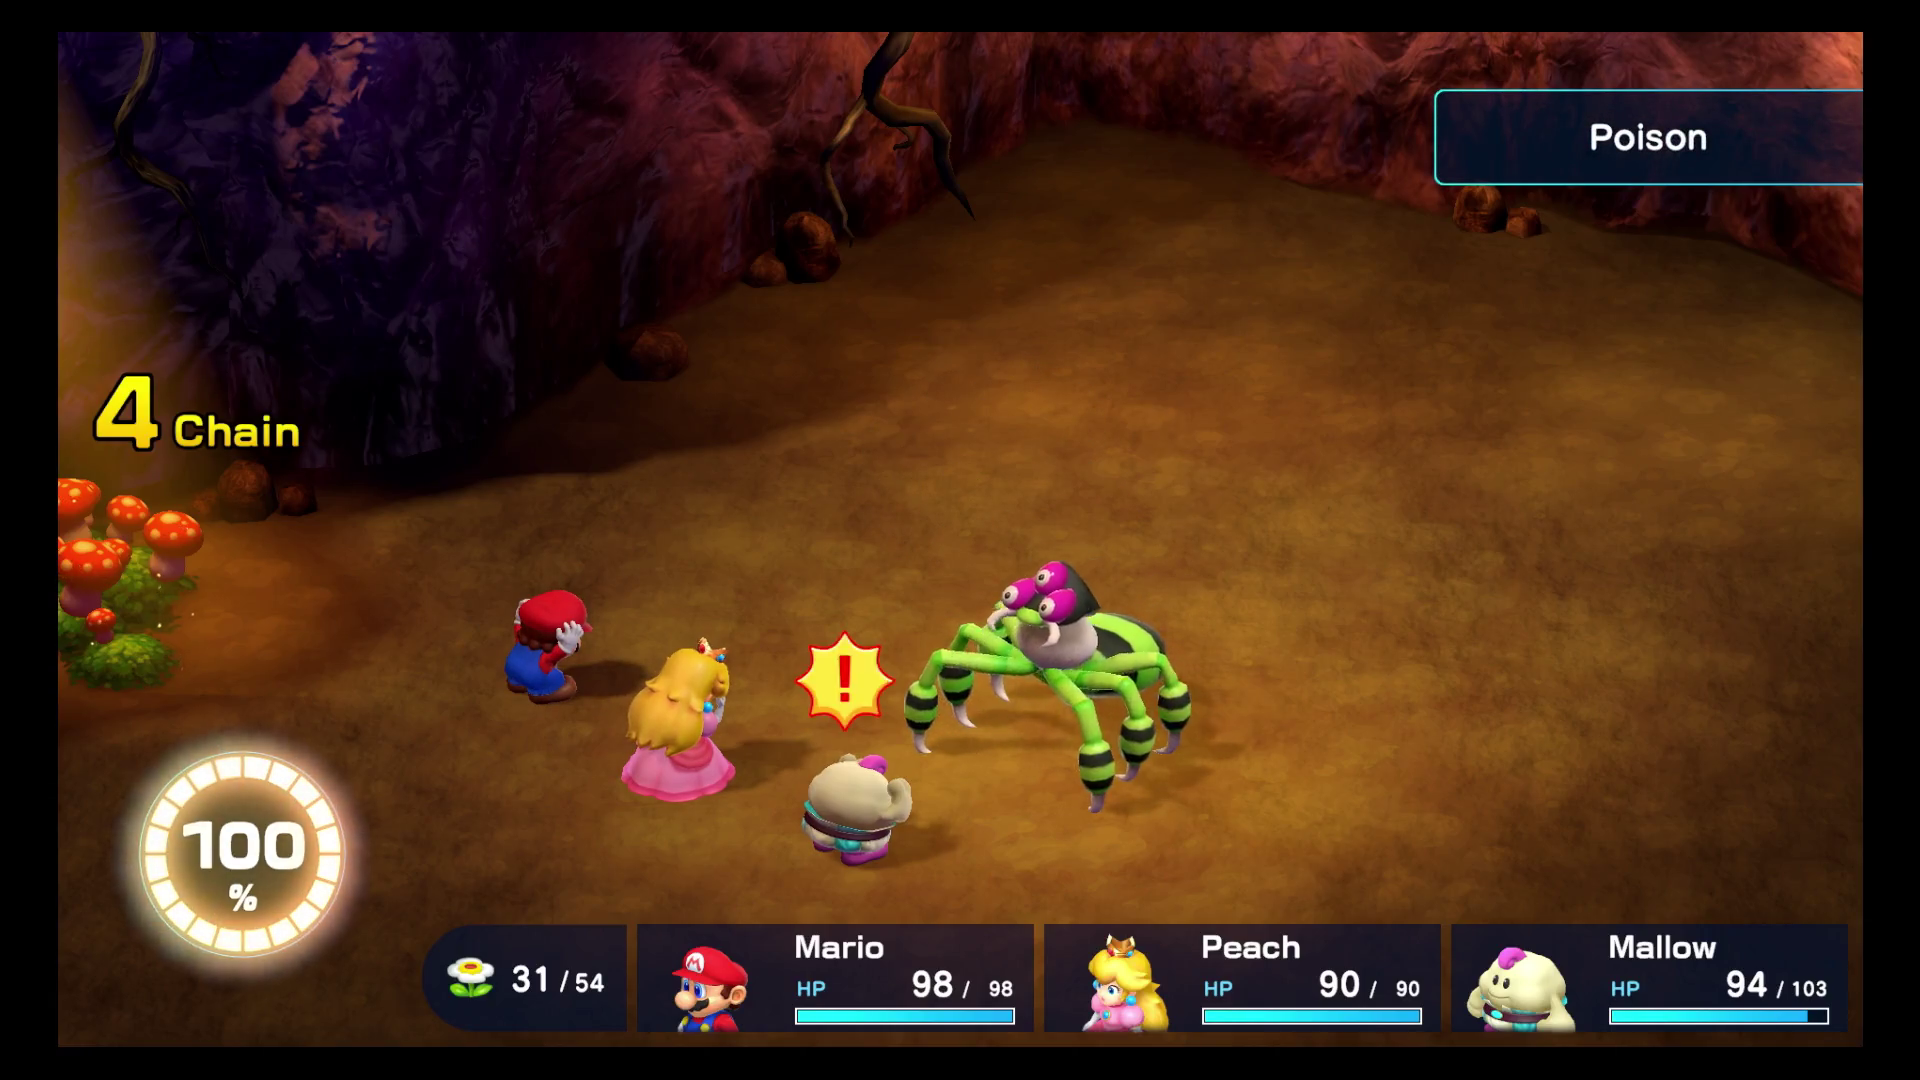 Poison
4 Chain
!
100
%
31 / 54
Mario
HP 98 / 98
Peach
HP 90 / 90
Mallow
HP 94 / 103